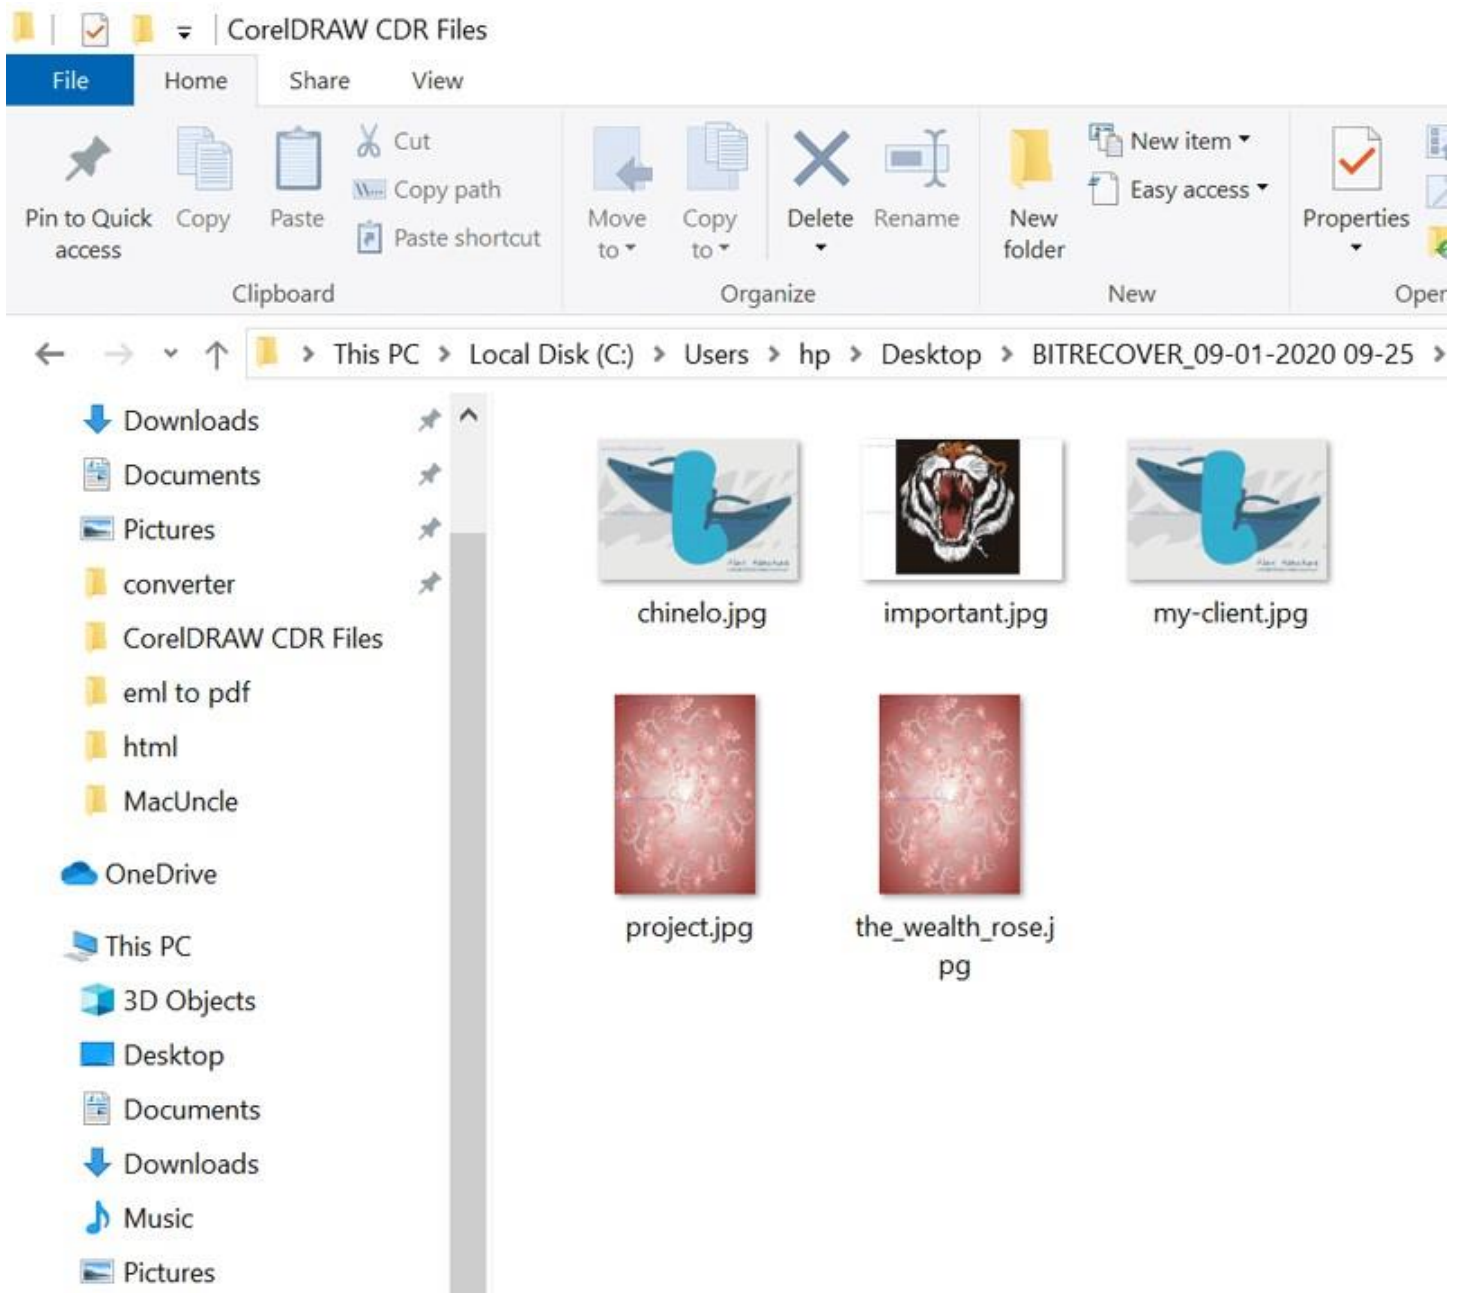 CorelDRAW CDR Files
File Home Share View
Pin to Quick access
Copy
Paste
Cut
Copy path
Paste shortcut
Clipboard
Move to
Copy to
Delete
Rename
Organize
New folder
New item
Easy access
New
Properties
This PC > Local Disk (C:) > Users > hp > Desktop > BITRECOVER_09-01-2020 09-25 >
Downloads
Documents
Pictures
converter
CorelDRAW CDR Files
eml to pdf
html
MacUncle
OneDrive
This PC
3D Objects
Desktop
Documents
Downloads
Music
Pictures
chinelo.jpg
important.jpg
my-client.jpg
project.jpg
the_wealth_rose.j
pg